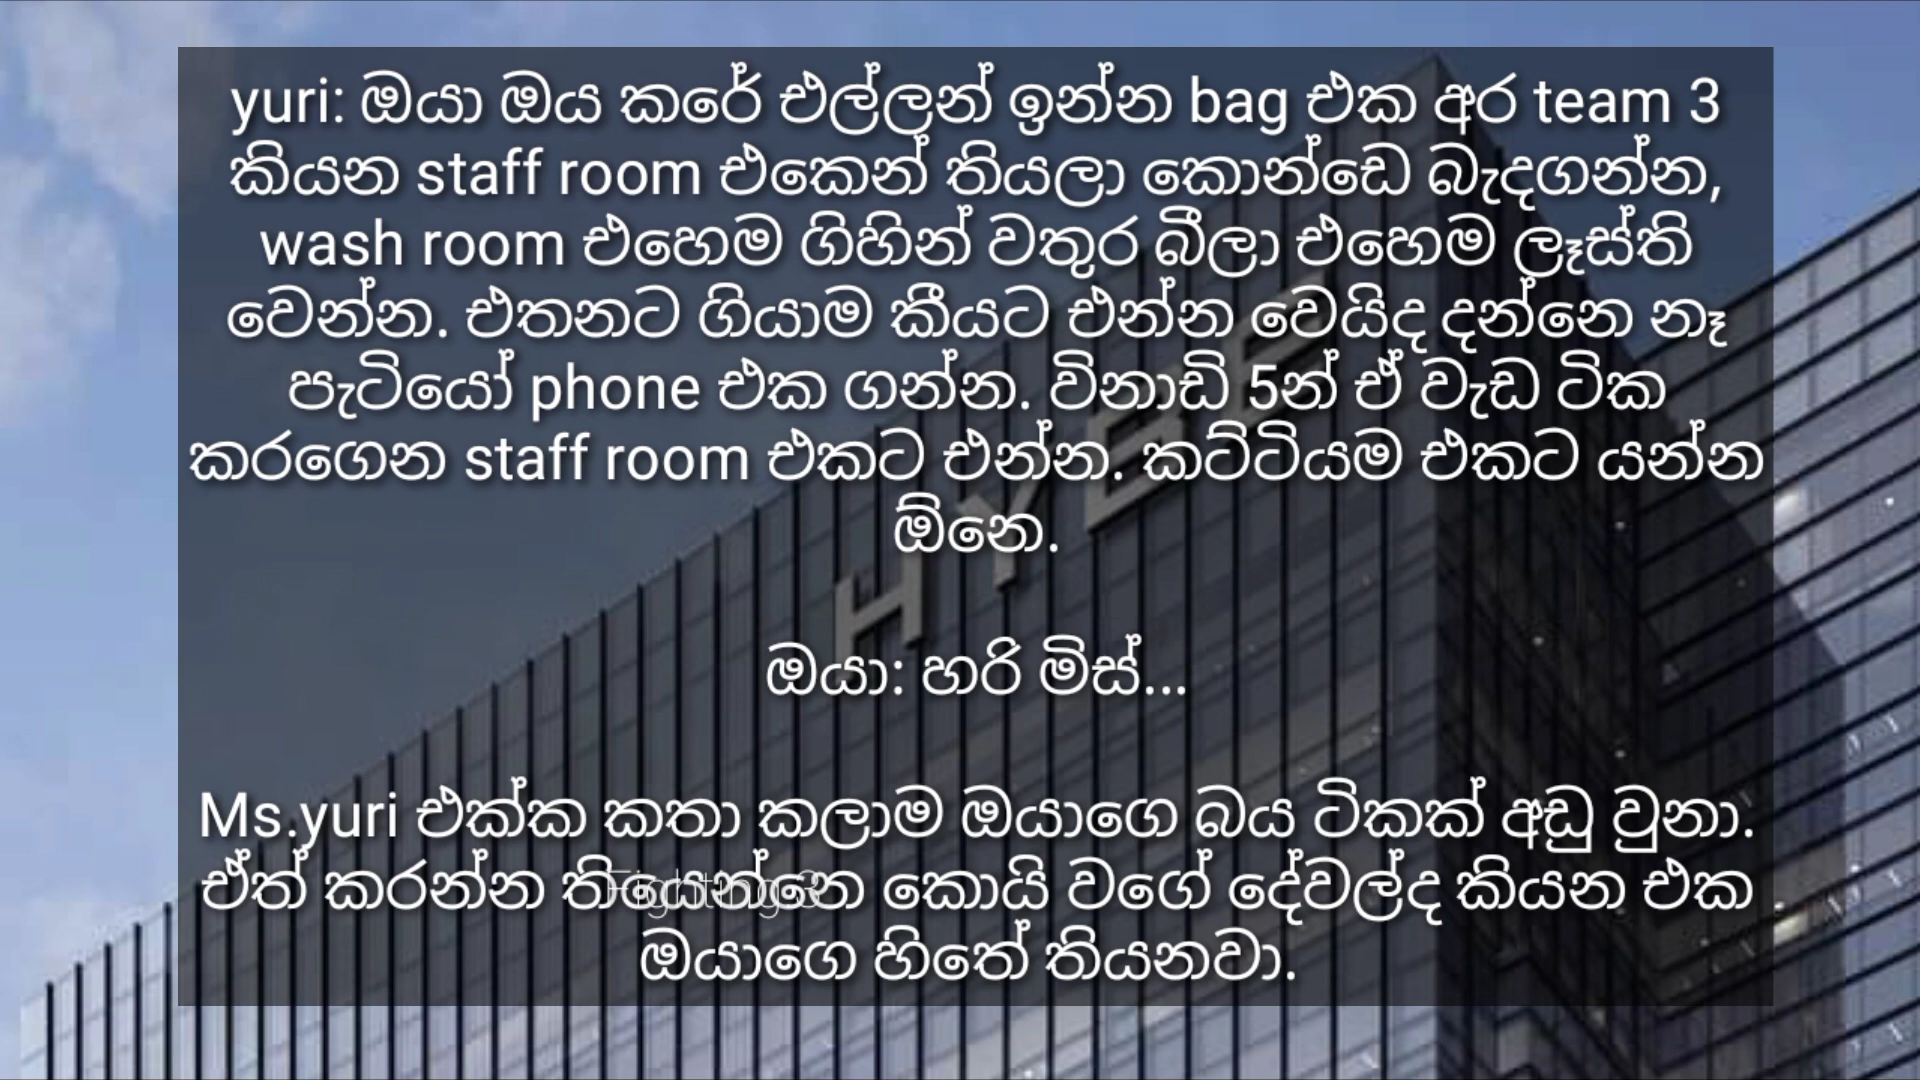 yuri: ඔයා ඔය කරේ එල්ලන් ඉන්න bag එක අර team 3
කියන staff room එකෙන් තියලා කොන්ඩෙ බැදගන්න,
wash room එහෙම ගිහින් වතුර බීලා එහෙම ලෑස්ති
වෙන්න. එතනට ගියාම කීයට එන්න වෙයිද දන්නෙ නෑ
පැටියෝ phone එක ගන්න. විනාඩි 5න් ඒ වැඩ ටික
කරගෙන staff room එකට එන්න. කට්ටියම එකට යන්න
ඕනෙ.
HYBE
ඔයා: හරි මිස්...
Ms.yuri එක්ක කතා කලාම ඔයාගෙ බය ටිකක් අඩු වුනා.
ඒත් කරන්න තියෙන්නෙ කොයි වගේ දේවල්ද කියන එක
Fighting 3
ඔයාගෙ හිතේ තියනවා.